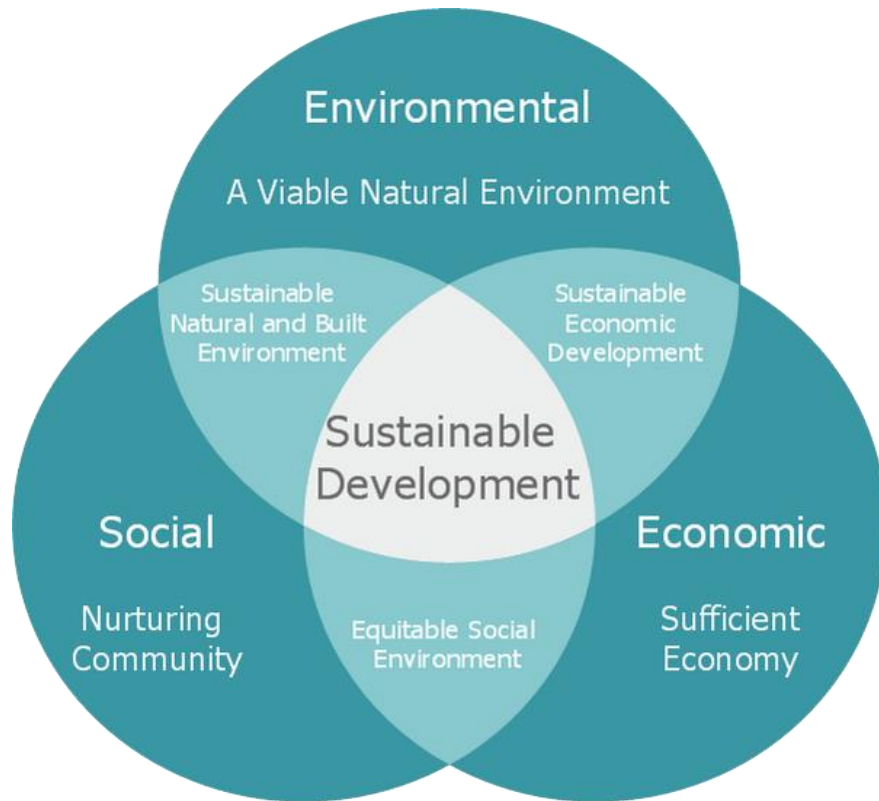 Environmental
A Viable Natural Environment
Sustainable
Natural and Built
Environment
Sustainable
Economic
Development
Sustainable
Development
Social
Nurturing
Community
Equitable Social
Environment
Economic
Sufficient
Economy